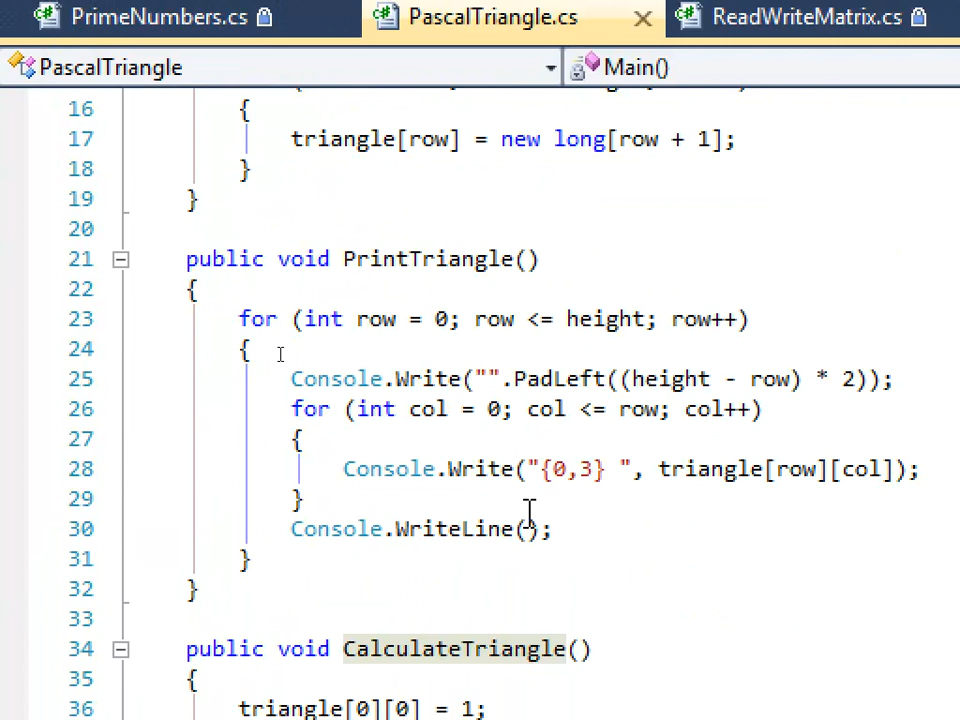 PrimeNumbers.cs
PascalTriangle.cs
ReadWriteMatrix.cs
PascalTriangle
Main()
16 {
17 triangle[row] = new long[row + 1];
18 }
19 }
20
21 public void PrintTriangle()
22 {
23 for (int row = 0; row <= height; row++)
24 {
25 Console.Write("".PadLeft((height - row) * 2));
26 for (int col = 0; col <= row; col++)
27 {
28 Console.Write("{0,3} ", triangle[row][col]);
29 }
30 Console.WriteLine();
31 }
32 }
33
34 public void CalculateTriangle()
35 {
36 triangle[0][0] = 1;